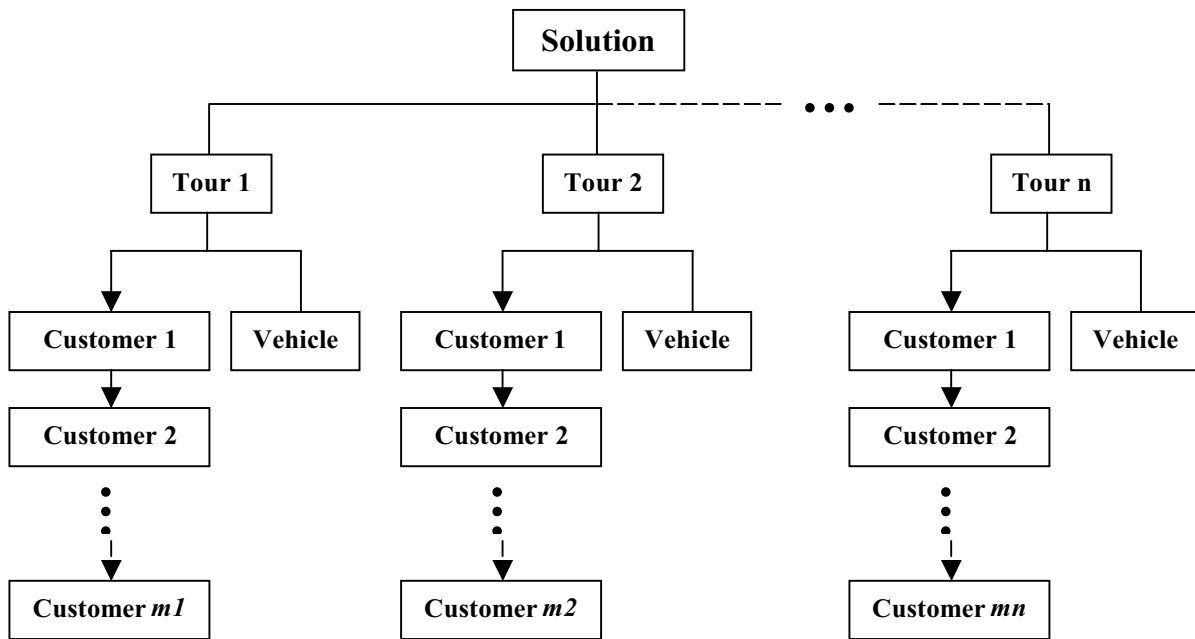 Solution
Tour 1
Tour 2
Tour n
Customer 1
Vehicle
Customer 1
Vehicle
Customer 1
Vehicle
Customer 2
Customer 2
Customer 2
Customer m1
Customer m2
Customer mn